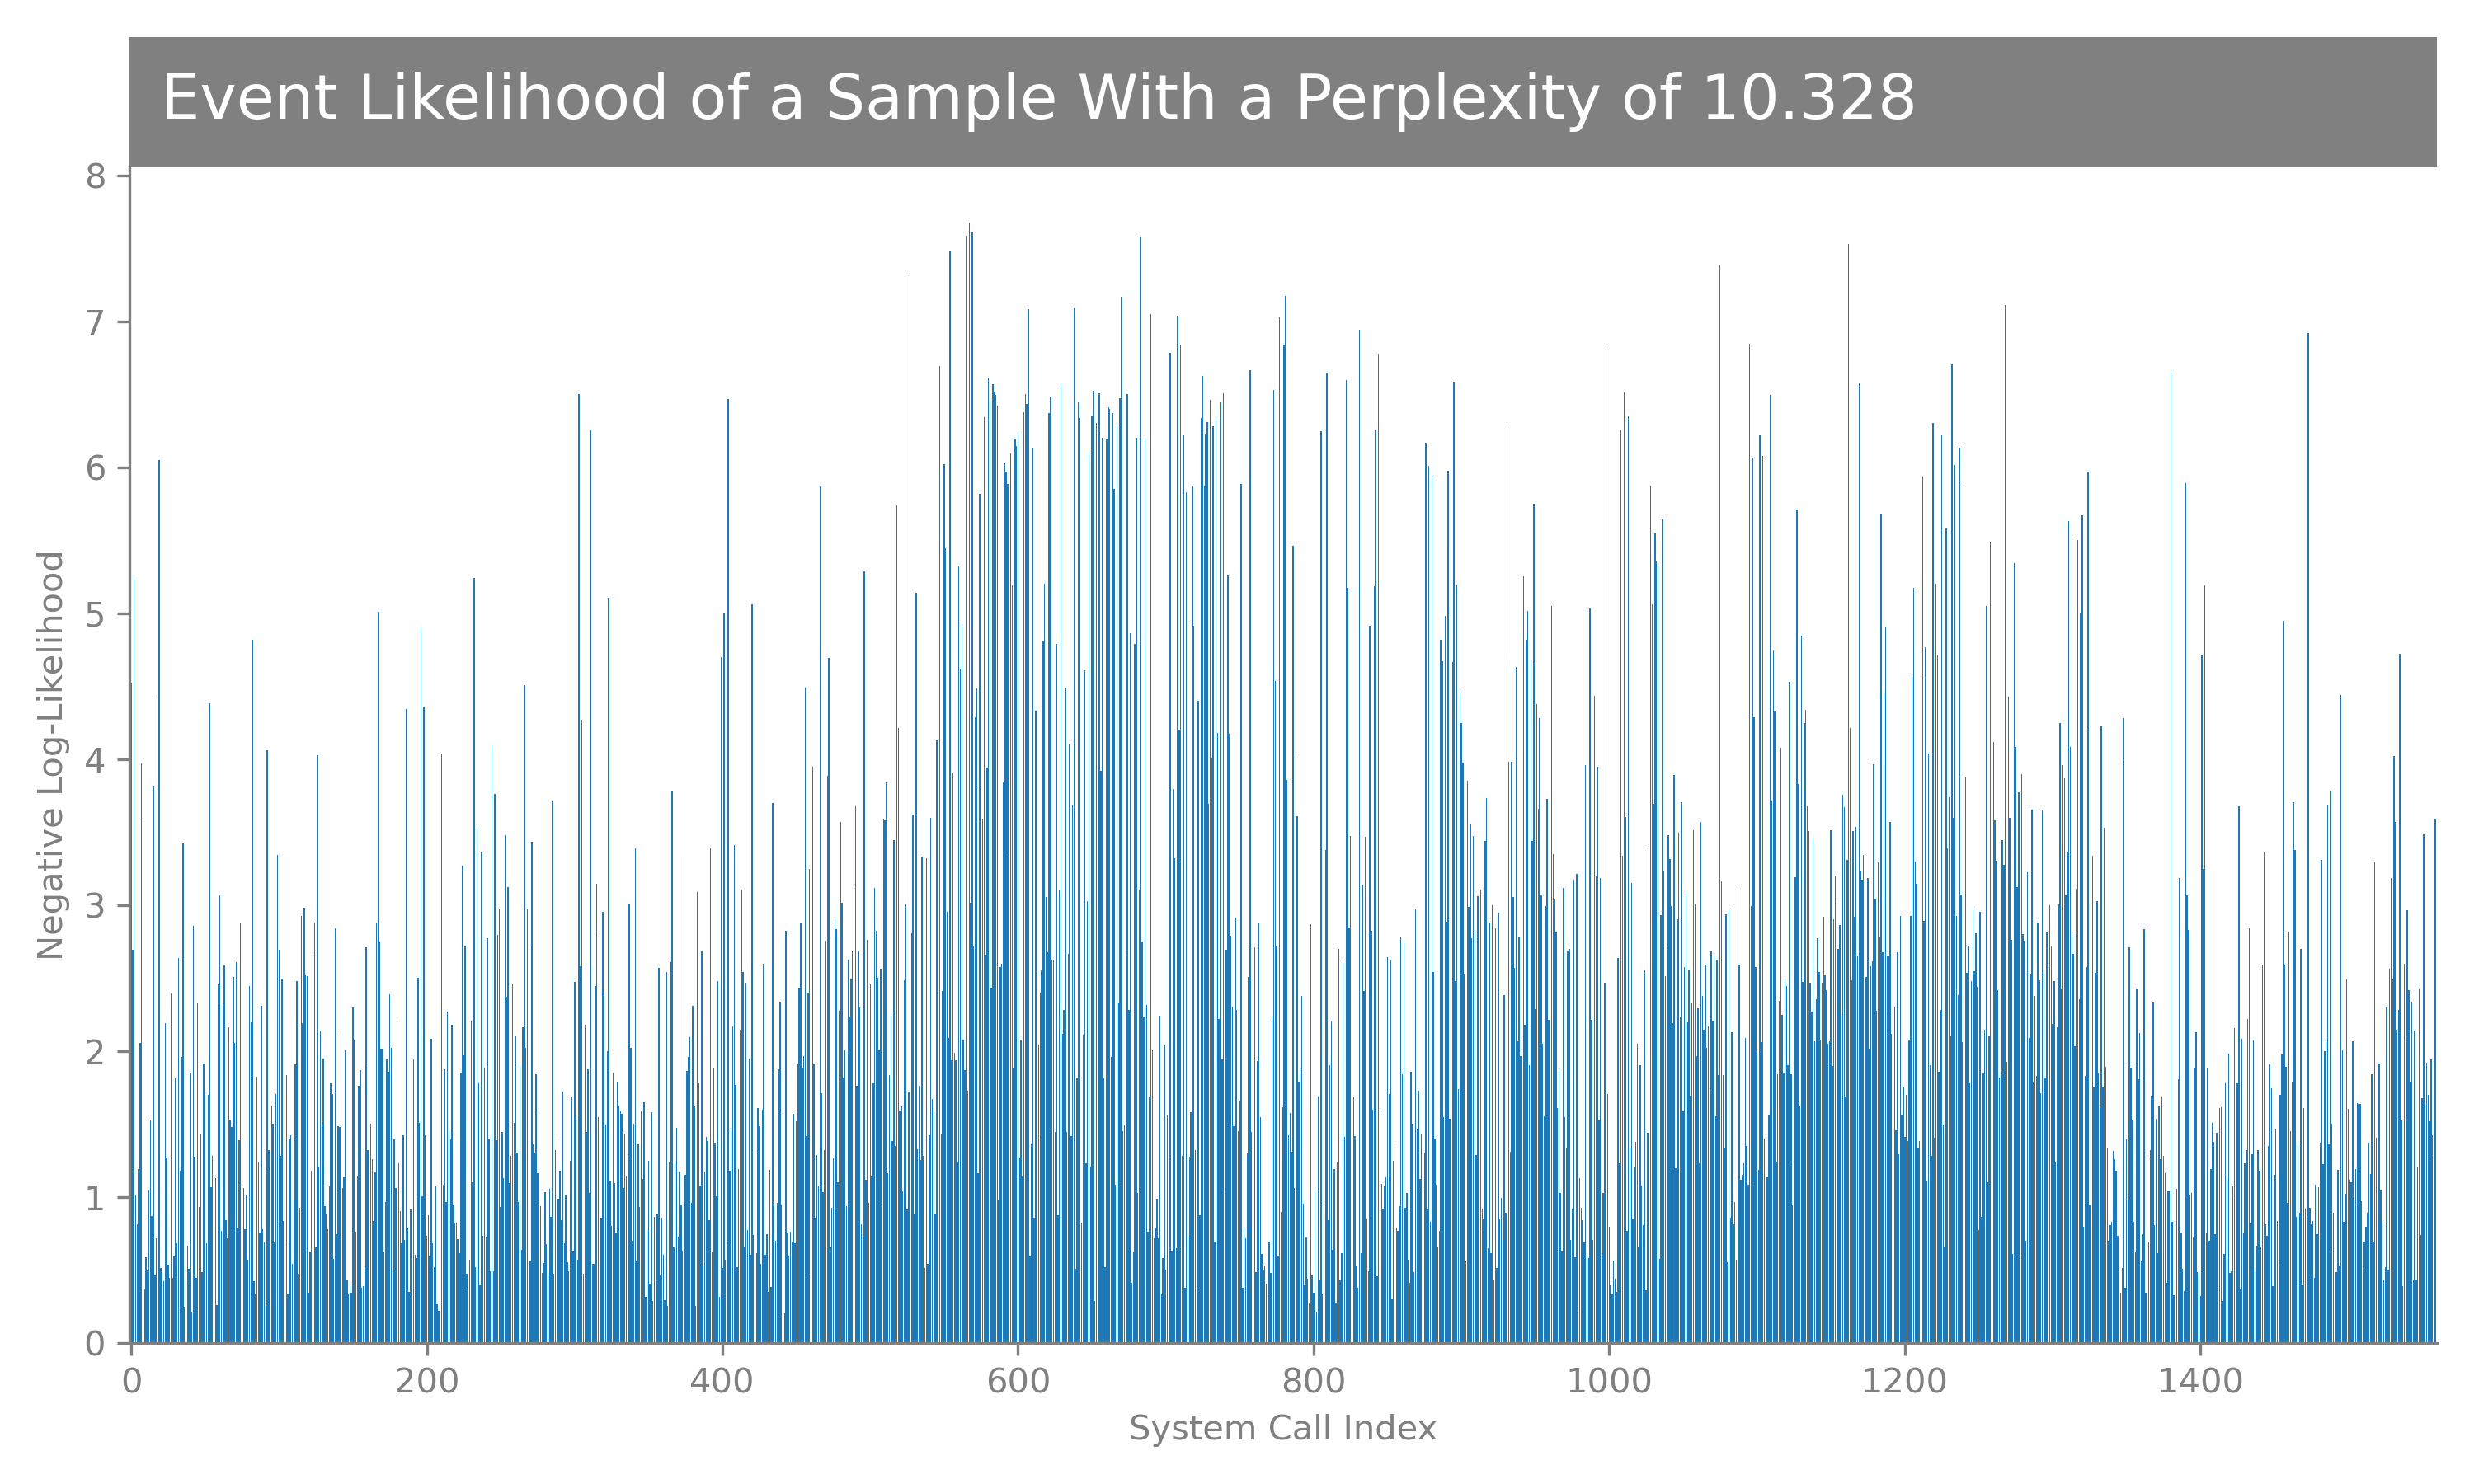 Event Likelihood of a Sample With a Perplexity of 10.328
8
7
6
5
4
3
2
1
0
Negative Log-Likelihood
0 200 400 600 800 1000 1200 1400
System Call Index